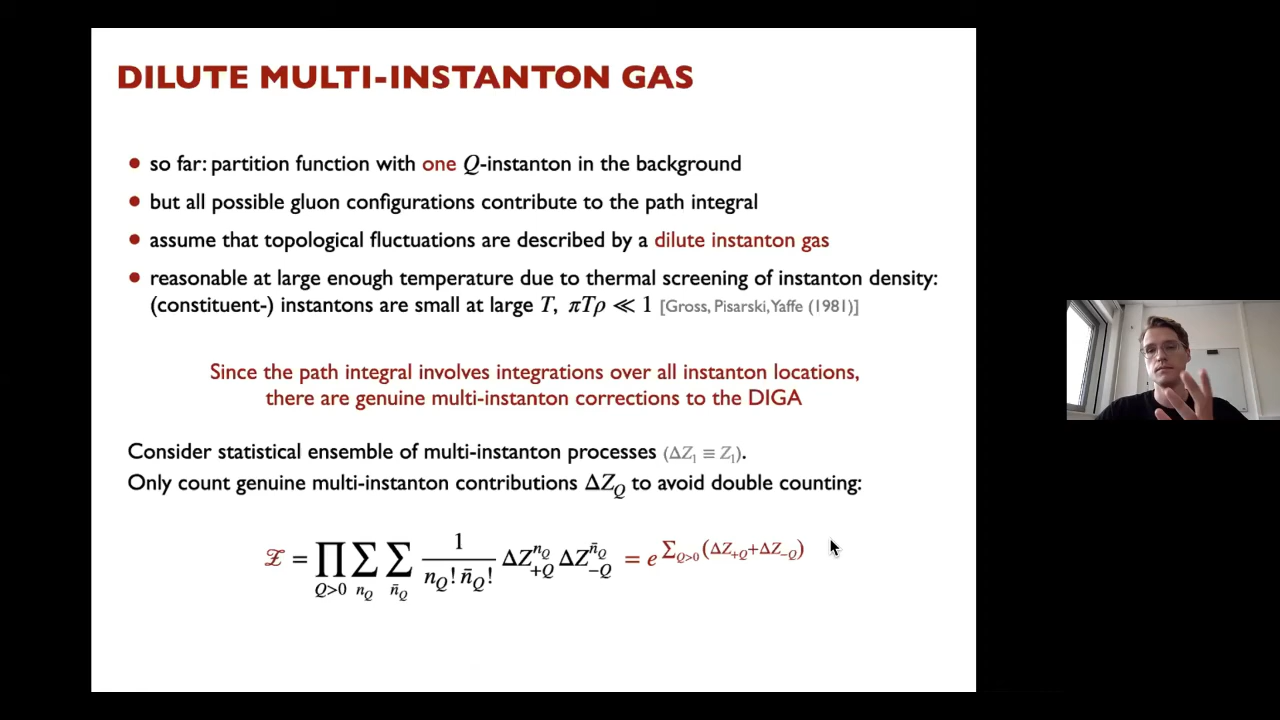 DILUTE MULTI-INSTANTON GAS
• so far: partition function with one Q-instanton in the background
• but all possible gluon configurations contribute to the path integral
• assume that topological fluctuations are described by a dilute instanton gas
• reasonable at large enough temperature due to thermal screening of instanton density:
(constituent-) instantons are small at large T, πTρ ≪ 1 [Gross, Pisarski, Yaffe (1981)]
Since the path integral involves integrations over all instanton locations,
there are genuine multi-instanton corrections to the DIGA
Consider statistical ensemble of multi-instanton processes (ΔZ₁ ≡ Z₁).
Only count genuine multi-instanton contributions ΔZ_Q to avoid double counting:
𝒵 = ∏_{Q>0} ∑_{n_Q} ∑_{n̄_Q} 1/(n_Q! n̄_Q!) ΔZ_{+Q}^{n_Q} ΔZ_{−Q}^{n̄_Q} = e^{∑_{Q>0}(ΔZ_{+Q}+ΔZ_{−Q})}